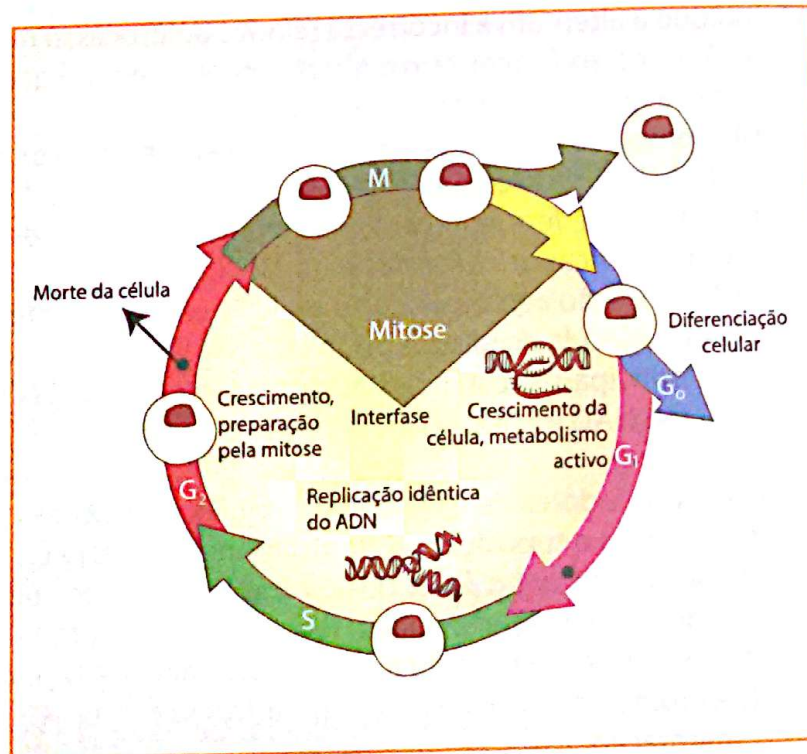 M
Morte da célula
Mitose
Diferenciação
celular
G₀
Crescimento,
preparação
pela mitose
Interfase
Crescimento da
célula, metabolismo
activo
G₁
G₂
Replicação idêntica
do ADN
S